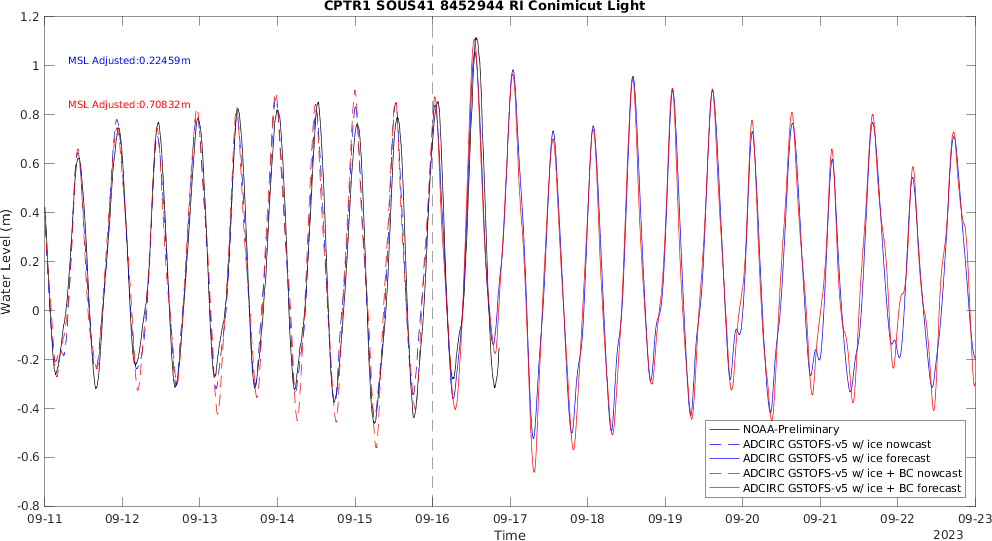 CPTR1 SOUS41 8452944 RI Conimicut Light
1.2
1
0.8
0.6
0.4
0.2
0
-0.2
-0.4
-0.6
-0.8
Water Level (m)
MSL Adjusted:0.22459m
MSL Adjusted:0.70832m
NOAA-Preliminary
ADCIRC GSTOFS-v5 w/ ice nowcast
ADCIRC GSTOFS-v5 w/ ice forecast
ADCIRC GSTOFS-v5 w/ ice + BC nowcast
ADCIRC GSTOFS-v5 w/ ice + BC forecast
09-11 09-12 09-13 09-14 09-15 09-16 09-17 09-18 09-19 09-20 09-21 09-22 09-23
Time
2023